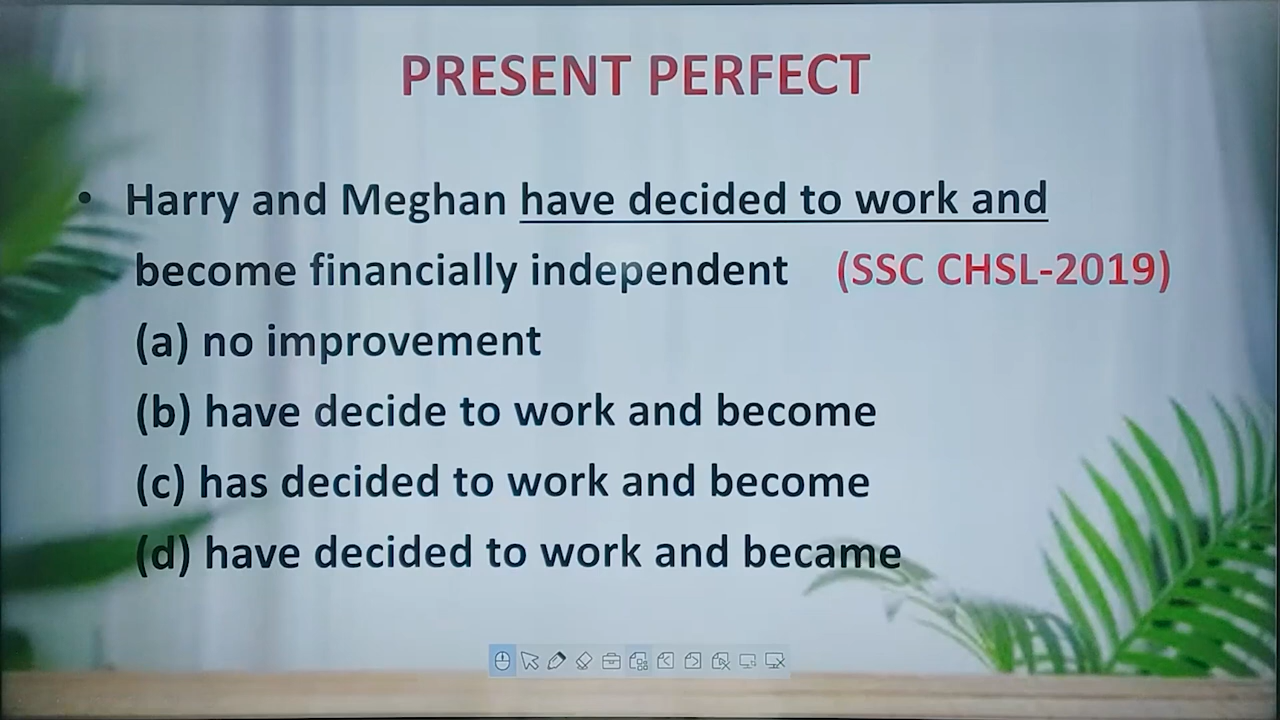 PRESENT PERFECT
• Harry and Meghan have decided to work and
become financially independent (SSC CHSL-2019)
(a) no improvement
(b) have decide to work and become
(c) has decided to work and become
(d) have decided to work and became